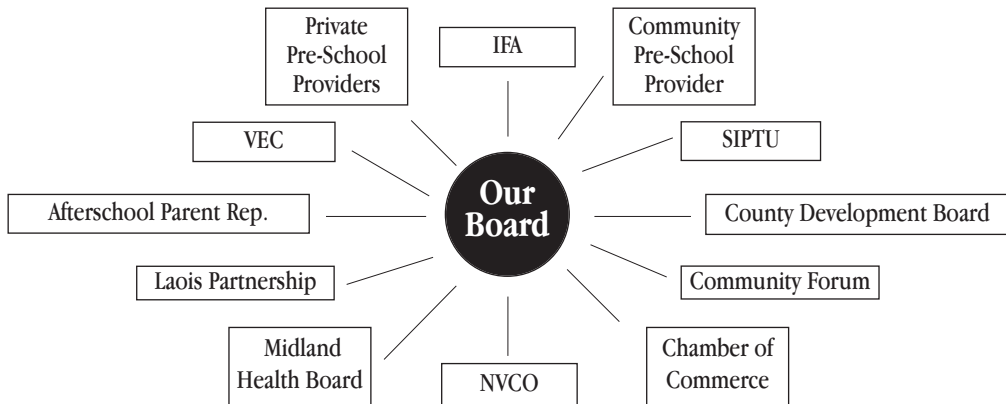 Private
Pre-School
Providers
IFA
Community
Pre-School
Provider
VEC
SIPTU
Our
Board
Afterschool Parent Rep.
County Development Board
Laois Partnership
Community Forum
Midland
Health Board
NVCO
Chamber of
Commerce